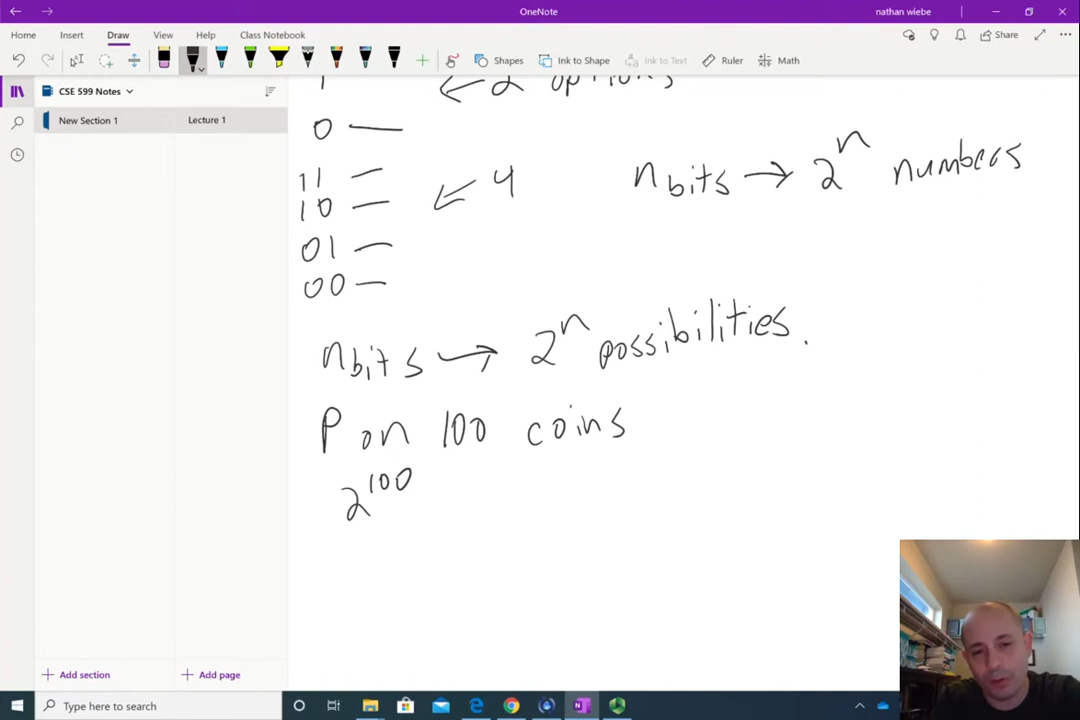 OneNote
nathan wiebe
Home Insert Draw View Help Class Notebook
Share
Shapes Ink to Shape Ink to Text Ruler Math
CSE 599 Notes
New Section 1 Lecture 1
1
2 options
0
n bits → 2^n numbers
11
4
10
01
00
n bits → 2^n possibilities.
P on 100 coins
2^100
Add section Add page
Type here to search